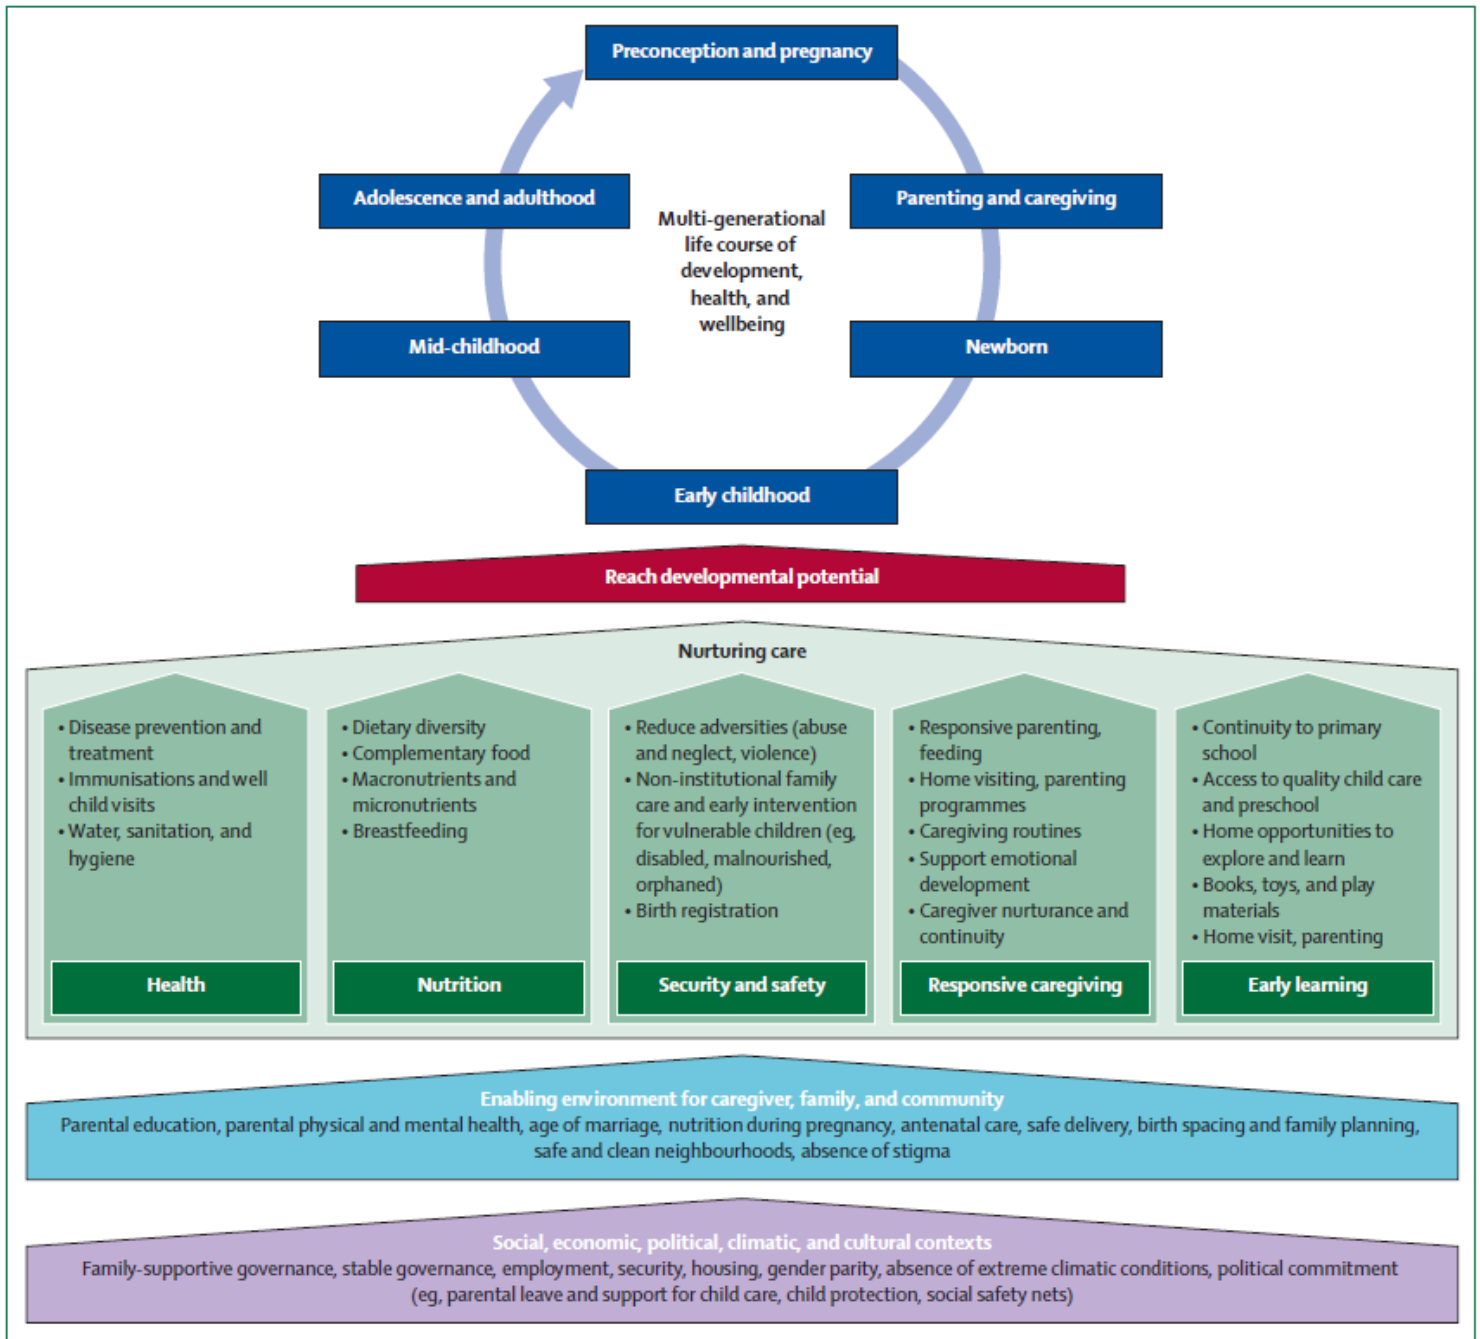 Preconception and pregnancy
Adolescence and adulthood
Parenting and caregiving
Multi-generational
life course of
development,
health, and
wellbeing
Mid-childhood
Newborn
Early childhood
Reach developmental potential
Nurturing care
• Disease prevention and
treatment
• Immunisations and well
child visits
• Water, sanitation, and
hygiene
Health
• Dietary diversity
• Complementary food
• Macronutrients and
micronutrients
• Breastfeeding
Nutrition
• Reduce adversities (abuse
and neglect, violence)
• Non-institutional family
care and early intervention
for vulnerable children (eg,
disabled, malnourished,
orphaned)
• Birth registration
Security and safety
• Responsive parenting,
feeding
• Home visiting, parenting
programmes
• Caregiving routines
• Support emotional
development
• Caregiver nurturance and
continuity
Responsive caregiving
• Continuity to primary
school
• Access to quality child care
and preschool
• Home opportunities to
explore and learn
• Books, toys, and play
materials
• Home visit, parenting
Early learning
Enabling environment for caregiver, family, and community
Parental education, parental physical and mental health, age of marriage, nutrition during pregnancy, antenatal care, safe delivery, birth spacing and family planning,
safe and clean neighbourhoods, absence of stigma
Social, economic, political, climatic, and cultural contexts
Family-supportive governance, stable governance, employment, security, housing, gender parity, absence of extreme climatic conditions, political commitment
(eg, parental leave and support for child care, child protection, social safety nets)